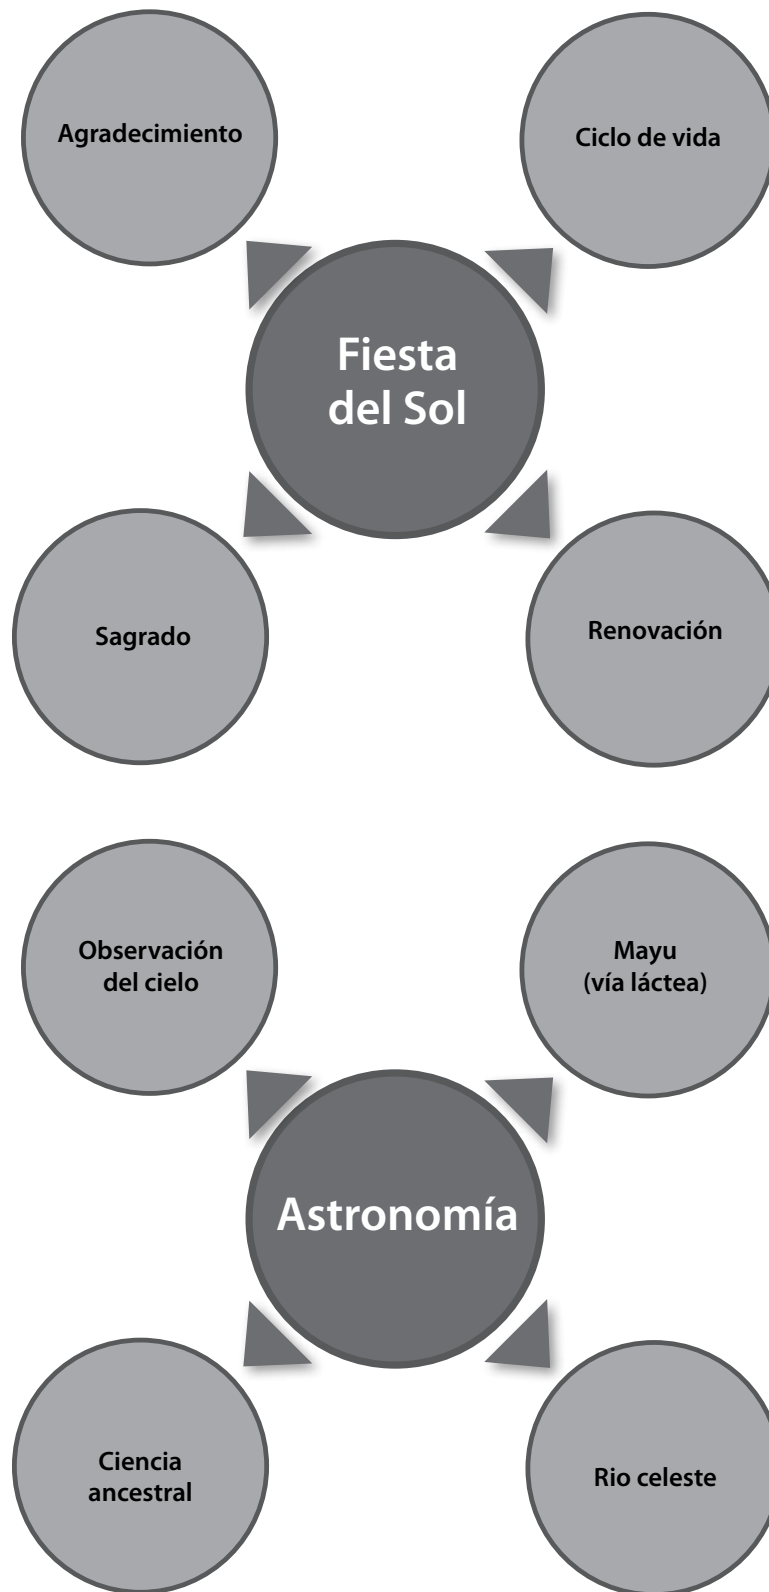 Agradecimiento
Ciclo de vida
Fiesta
del Sol
Sagrado
Renovación
Observación
del cielo
Mayu
(vía láctea)
Astronomía
Ciencia
ancestral
Rio celeste